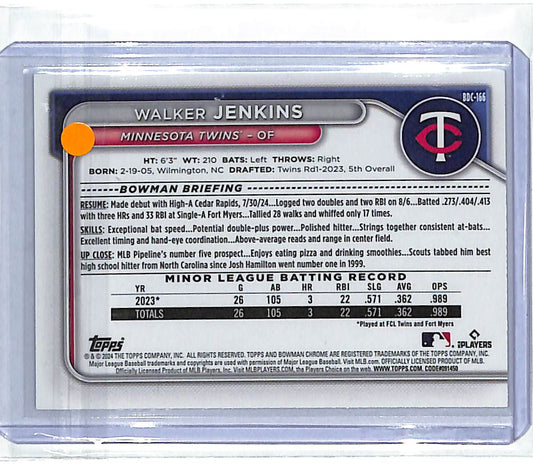 BDC-166
WALKER JENKINS
MINNESOTA TWINS™ – OF
TC
HT: 6'3" WT: 210 BATS: Left THROWS: Right
BORN: 2-19-05, Wilmington, NC DRAFTED: Twins Rd1-2023, 5th Overall
BOWMAN BRIEFING
RESUME: Made debut with High-A Cedar Rapids, 7/30/24...Logged two doubles and two RBI on 8/6...Batted .273/.404/.413
with three HRs and 33 RBI at Single-A Fort Myers...Tallied 28 walks and whiffed only 17 times.
SKILLS: Exceptional bat speed...Potential double-plus power...Polished hitter...Strings together consistent at-bats...
Excellent timing and hand-eye coordination...Above-average reads and range in center field.
UP CLOSE: MLB Pipeline's number five prospect...Enjoys eating pizza and drinking smoothies...Scouts tabbed him best
high school hitter from North Carolina since Josh Hamilton went number one in 1999.
MINOR LEAGUE BATTING RECORD
YR G AB HR RBI SLG AVG OPS
2023* 26 105 3 22 .571 .362 .989
TOTALS 26 105 3 22 .571 .362 .989
*Played at FCL Twins and Fort Myers
Topps
MLB PLAYERS
® & © 2024 THE TOPPS COMPANY, INC. ALL RIGHTS RESERVED. TOPPS AND BOWMAN CHROME ARE REGISTERED TRADEMARKS OF THE TOPPS COMPANY, INC.
Major League Baseball trademarks and copyrights are used with permission of Major League Baseball. Visit MLB.com. OFFICIALLY LICENSED PRODUCT OF MLB.
Officially Licensed Product of MLB Players, Inc. Visit MLBPLAYERS.com, the Players Choice on the web. WWW.TOPPS.COM. CODE#091450